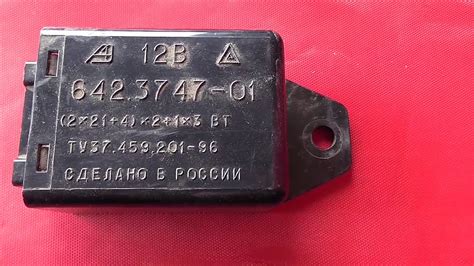 12В
642.3747-01
(2×21+4)×2+1×3 ВТ
ТУ37.459.201-96
СДЕЛАНО В РОССИИ